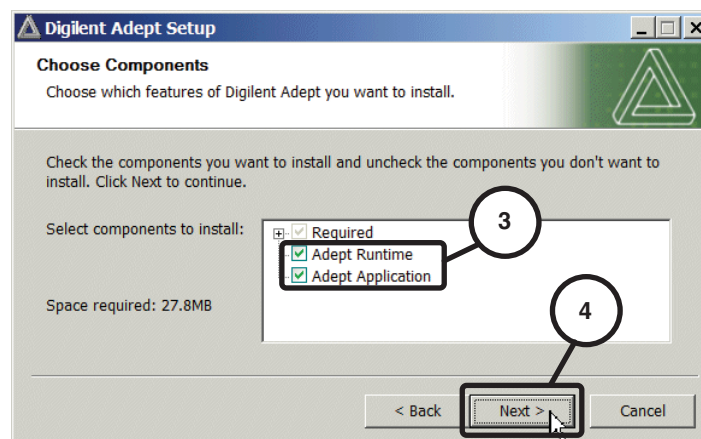 Digilent Adept Setup
Choose Components
Choose which features of Digilent Adept you want to install.
Check the components you want to install and uncheck the components you don't want to
install. Click Next to continue.
Select components to install:
Required
Adept Runtime
Adept Application
3
Space required: 27.8MB
4
< Back
Next >
Cancel